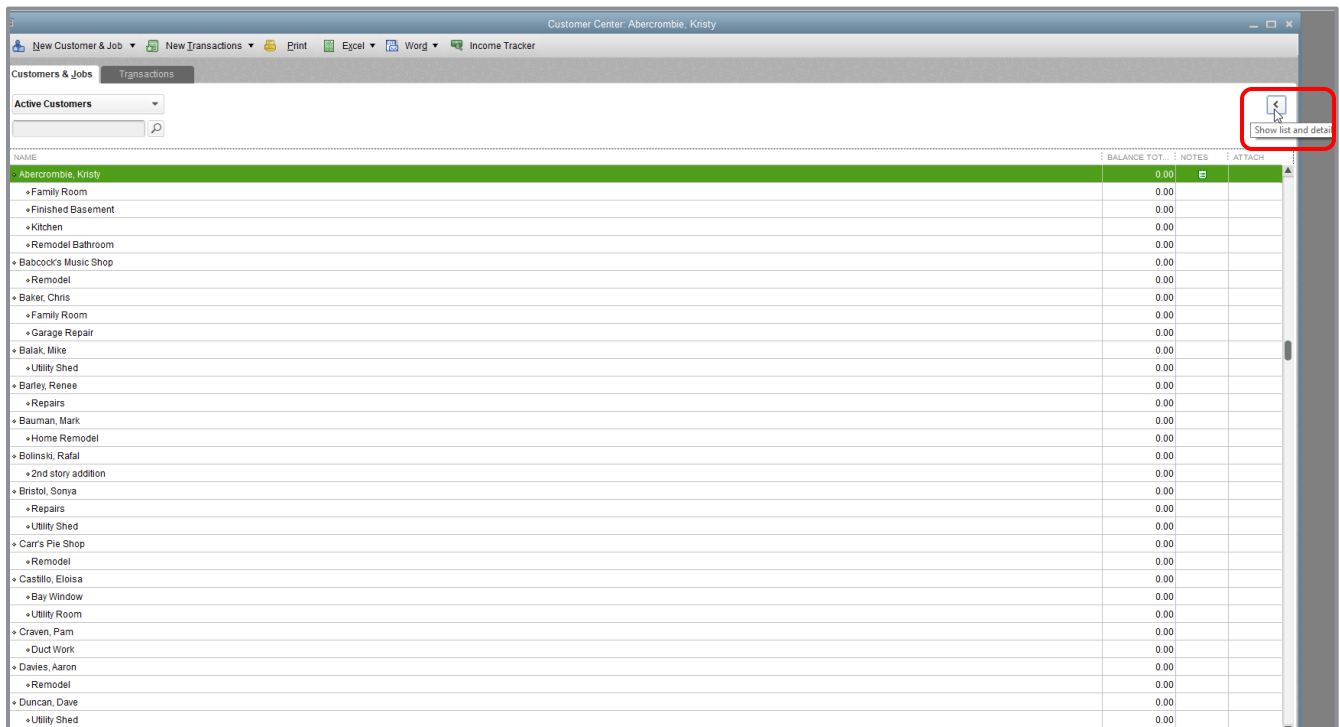 Customer Center: Abercrombie, Kristy
New Customer & Job New Transactions Print Excel Word Income Tracker
Customers & Jobs Transactions
Active Customers
Show list and detail
NAME BALANCE TOT... NOTES ATTACH
Abercrombie, Kristy 0.00
Family Room 0.00
Finished Basement 0.00
Kitchen 0.00
Remodel Bathroom 0.00
Babcock's Music Shop 0.00
Remodel 0.00
Baker, Chris 0.00
Family Room 0.00
Garage Repair 0.00
Balak, Mike 0.00
Utility Shed 0.00
Barley, Renee 0.00
Repairs 0.00
Bauman, Mark 0.00
Home Remodel 0.00
Bolinski, Rafal 0.00
2nd story addition 0.00
Bristol, Sonya 0.00
Repairs 0.00
Utility Shed 0.00
Carr's Pie Shop 0.00
Remodel 0.00
Castillo, Eloisa 0.00
Bay Window 0.00
Utility Room 0.00
Craven, Pam 0.00
Duct Work 0.00
Davies, Aaron 0.00
Remodel 0.00
Duncan, Dave 0.00
Utility Shed 0.00